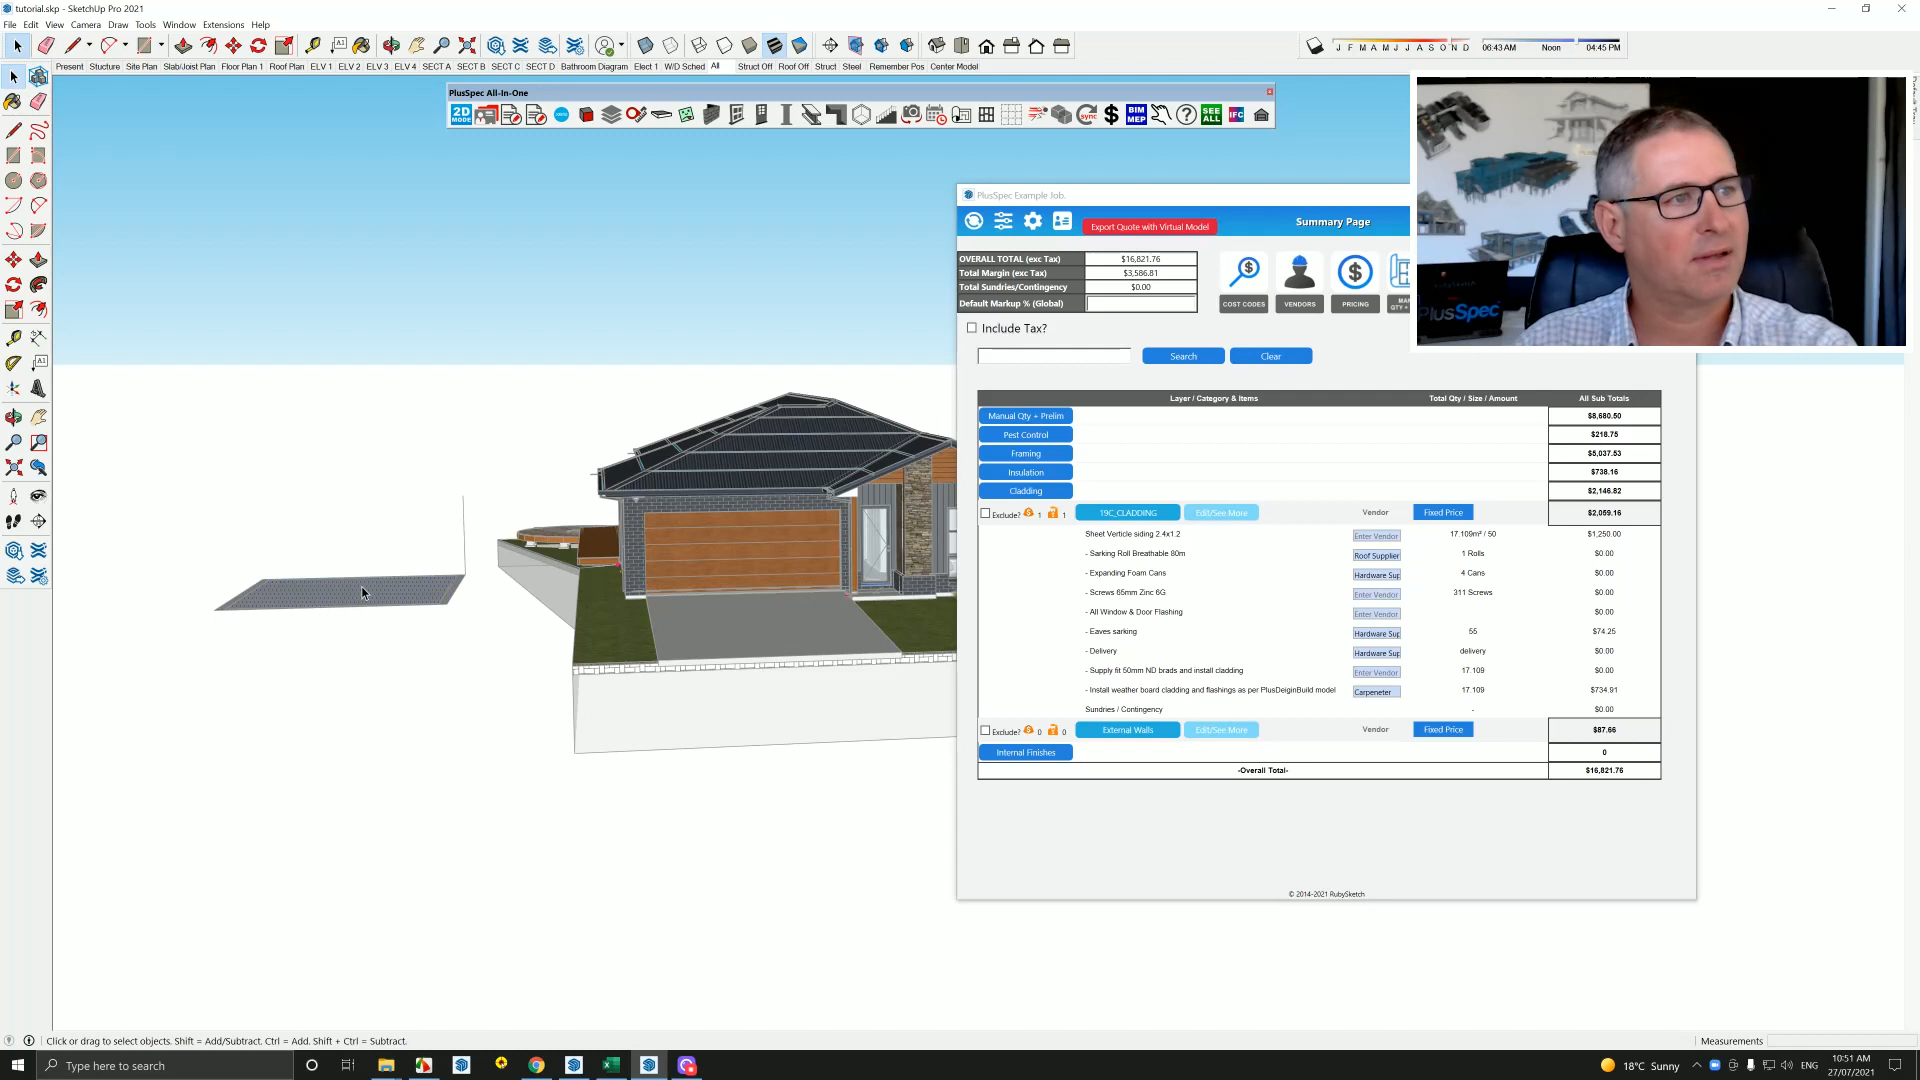 tutorial.skp - SketchUp Pro 2021
File Edit View Camera Draw Tools Window Extensions Help
J F M A M J J A S O N D 06:43 AM Noon 04:45 PM
Present Stucture Site Plan Slab/Joist Plan Floor Plan 1 Roof Plan ELV 1 ELV 2 ELV 3 ELV 4 SECT A SECT B SECT C SECT D Bathroom Diagram Elect 1 W/D Sched All Struct Off Roof Off Struct Steel Remember Pos Center Model
PlusSpec All-In-One
2D MODE
sync
BIM MEP
SEE ALL
IFC
PlusSpec Example Job.
Export Quote with Virtual Model
Summary Page
OVERALL TOTAL (exc Tax) $16,821.76
Total Margin (exc Tax) $3,586.81
Total Sundries/Contingency $0.00
Default Markup % (Global)
COST CODES VENDORS PRICING
Include Tax?
Search Clear
Layer / Category & Items Total Qty / Size / Amount All Sub Totals
Manual Qty + Prelim $8,680.50
Pest Control $218.75
Framing $5,037.53
Insulation $738.16
Cladding $2,146.82
Exclude? 1 1 19C_CLADDING Edit/See More Vendor Fixed Price $2,059.16
Sheet Verticle siding 2.4x1.2 Enter Vendor 17.109m² / 50 $1,250.00
- Sarking Roll Breathable 80m Roof Supplier 1 Rolls $0.00
- Expanding Foam Cans Hardware Sup 4 Cans $0.00
- Screws 65mm Zinc 6G Enter Vendor 311 Screws $0.00
- All Window & Door Flashing Enter Vendor $0.00
- Eaves sarking Hardware Sup 55 $74.25
- Delivery Hardware Sup delivery $0.00
- Supply fit 50mm ND brads and install cladding Enter Vendor 17.109 $0.00
- Install weather board cladding and flashings as per PlusDeiginBuild model Carpeneter 17.109 $734.91
Sundries / Contingency - $0.00
Exclude? 0 0 External Walls Edit/See More Vendor Fixed Price $87.66
Internal Finishes 0
-Overall Total- $16,821.76
© 2014-2021 RubySketch
PlusSpec
Click or drag to select objects. Shift = Add/Subtract. Ctrl = Add. Shift + Ctrl = Subtract.
Measurements
Type here to search
18°C Sunny
ENG
10:51 AM
27/07/2021